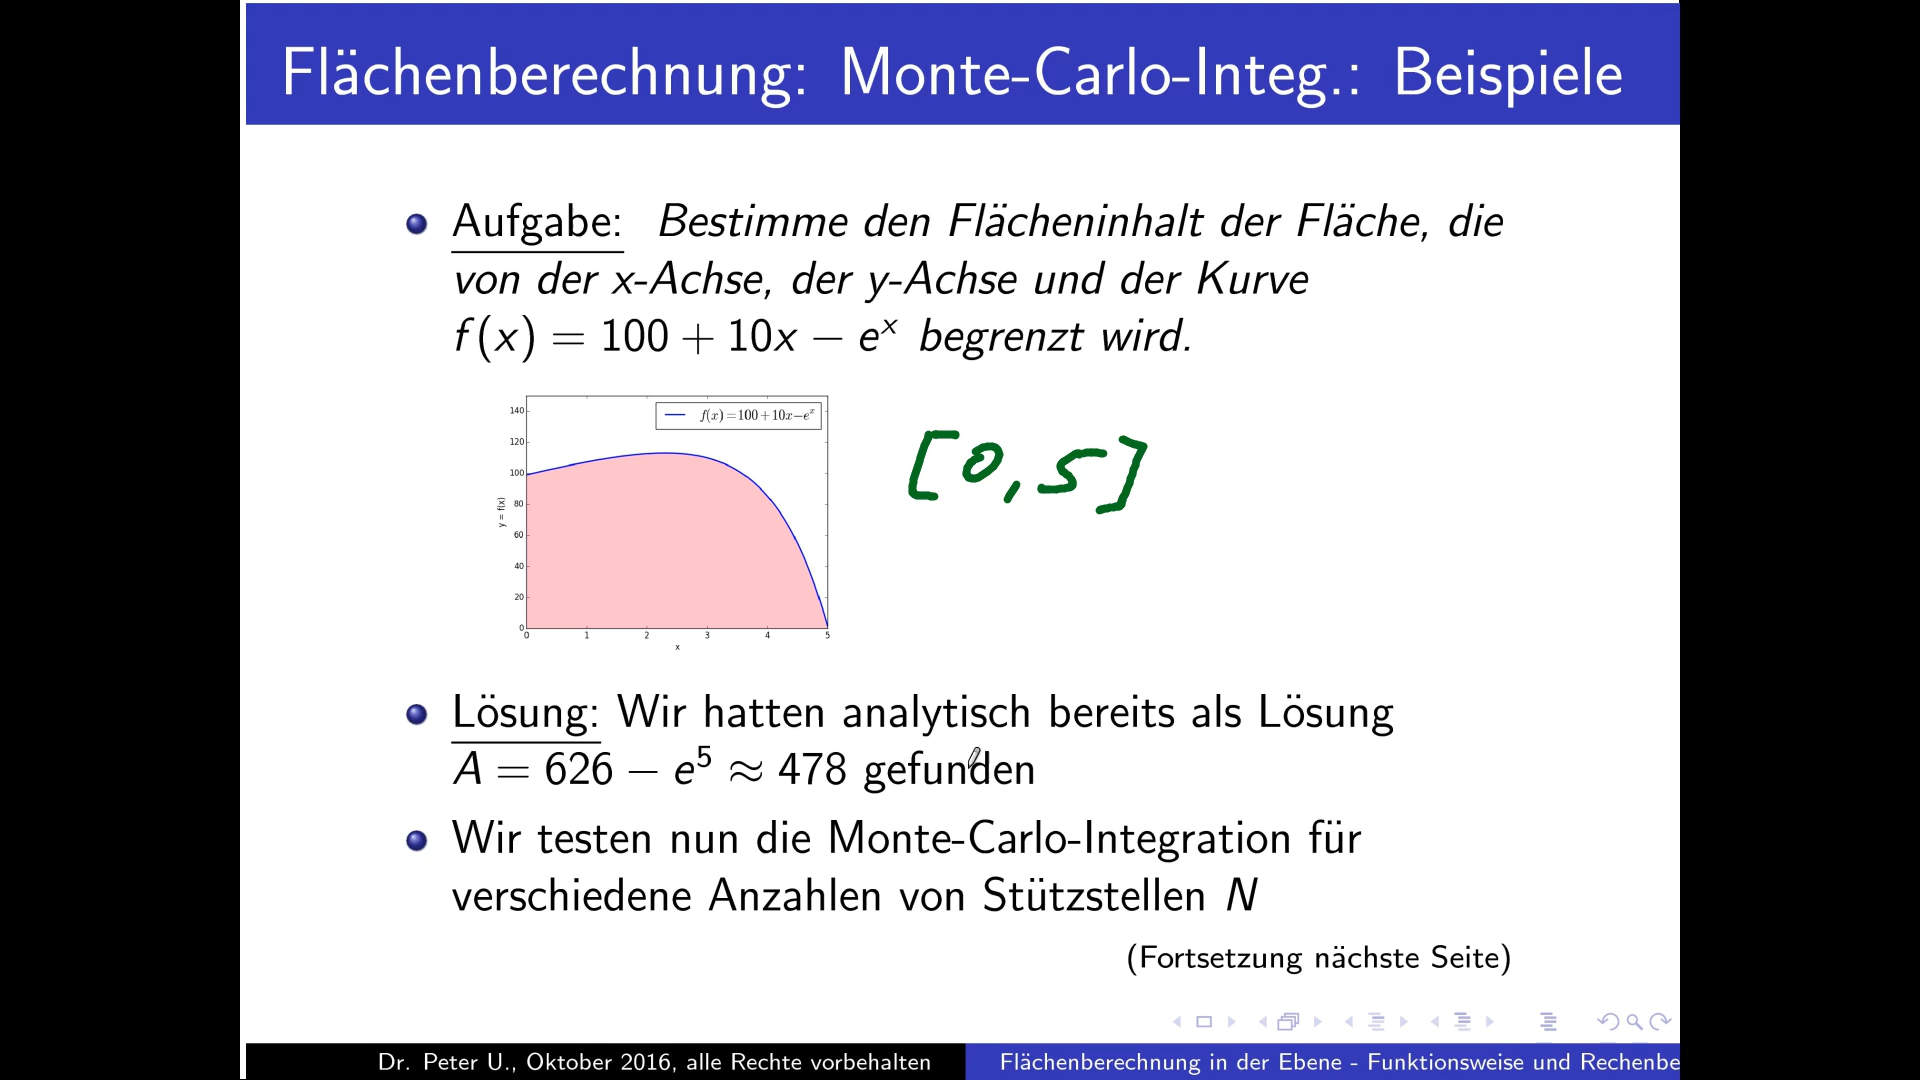 Flächenberechnung: Monte-Carlo-Integ.: Beispiele
Aufgabe: Bestimme den Flächeninhalt der Fläche, die
von der x-Achse, der y-Achse und der Kurve
f(x) = 100 + 10x − eˣ begrenzt wird.
f(x)=100+10x−eˣ
140
120
100
80
60
40
20
0
y = f(x)
0 1 2 3 4 5
x
[0,5]
Lösung: Wir hatten analytisch bereits als Lösung
A = 626 − e⁵ ≈ 478 gefunden
Wir testen nun die Monte-Carlo-Integration für
verschiedene Anzahlen von Stützstellen N
(Fortsetzung nächste Seite)
Dr. Peter U., Oktober 2016, alle Rechte vorbehalten
Flächenberechnung in der Ebene - Funktionsweise und Rechenbe